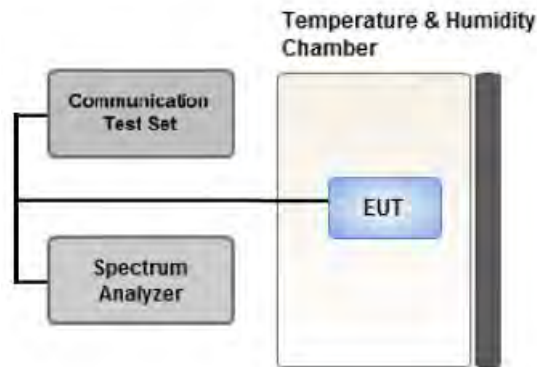 Temperature & Humidity
Chamber
Communication
Test Set
EUT
Spectrum
Analyzer